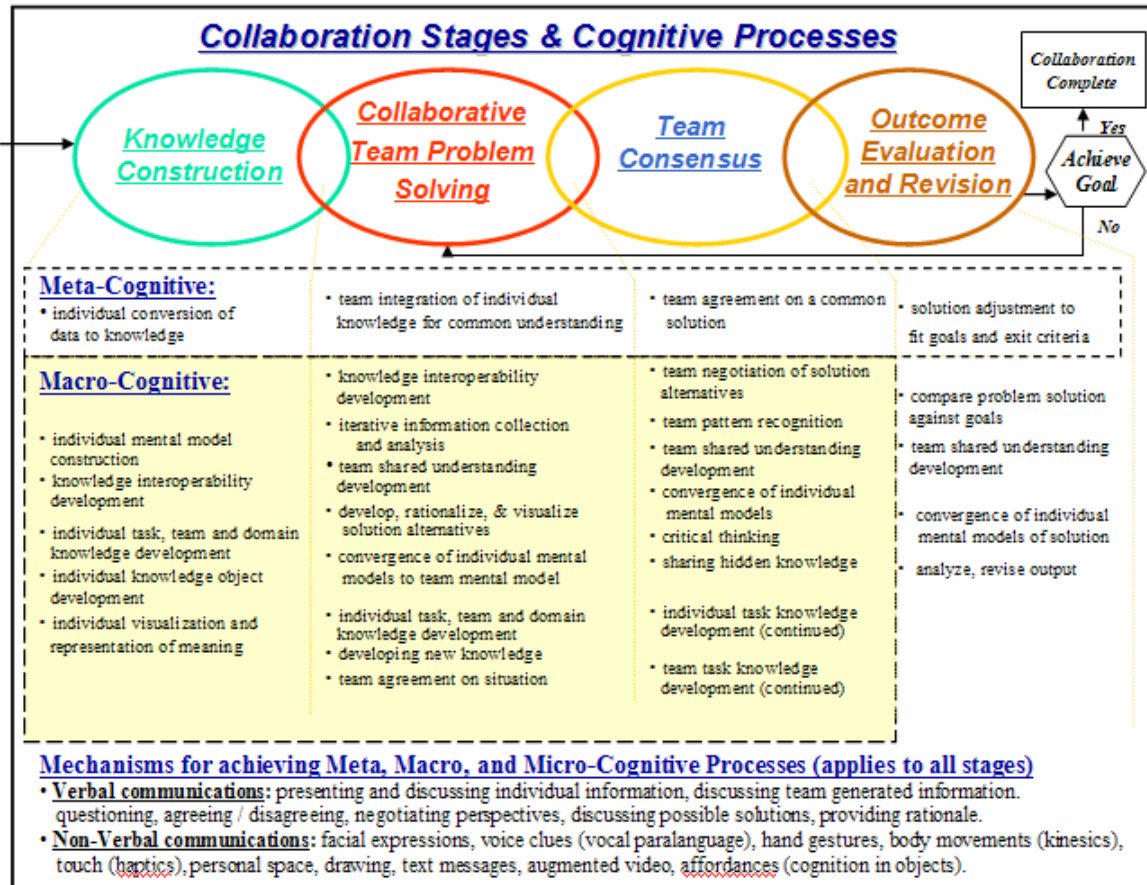 Collaboration Stages & Cognitive Processes
Collaboration
Complete
Knowledge
Construction
Collaborative
Team Problem
Solving
Team
Consensus
Outcome
Evaluation
and Revision
Yes
Achieve
Goal
No
Meta-Cognitive:
• individual conversion of
data to knowledge
• team integration of individual
knowledge for common understanding
• team agreement on a common
solution
• solution adjustment to
fit goals and exit criteria
Macro-Cognitive:
• individual mental model
construction
• knowledge interoperability
development
• individual task, team and domain
knowledge development
• individual knowledge object
development
• individual visualization and
representation of meaning
• knowledge interoperability
development
• iterative information collection
and analysis
• team shared understanding
development
• develop, rationalize, & visualize
solution alternatives
• convergence of individual mental
models to team mental model
• individual task, team and domain
knowledge development
• developing new knowledge
• team agreement on situation
• team negotiation of solution
alternatives
• team pattern recognition
• team shared understanding
development
• convergence of individual
mental models
• critical thinking
• sharing hidden knowledge
• individual task knowledge
development (continued)
• team task knowledge
development (continued)
• compare problem solution
against goals
• team shared understanding
development
• convergence of individual
mental models of solution
• analyze, revise output
Mechanisms for achieving Meta, Macro, and Micro-Cognitive Processes (applies to all stages)
• Verbal communications: presenting and discussing individual information, discussing team generated information.
questioning, agreeing / disagreeing, negotiating perspectives, discussing possible solutions, providing rationale.
• Non-Verbal communications: facial expressions, voice clues (vocal paralanguage), hand gestures, body movements (kinesics),
touch (haptics), personal space, drawing, text messages, augmented video, affordances (cognition in objects).